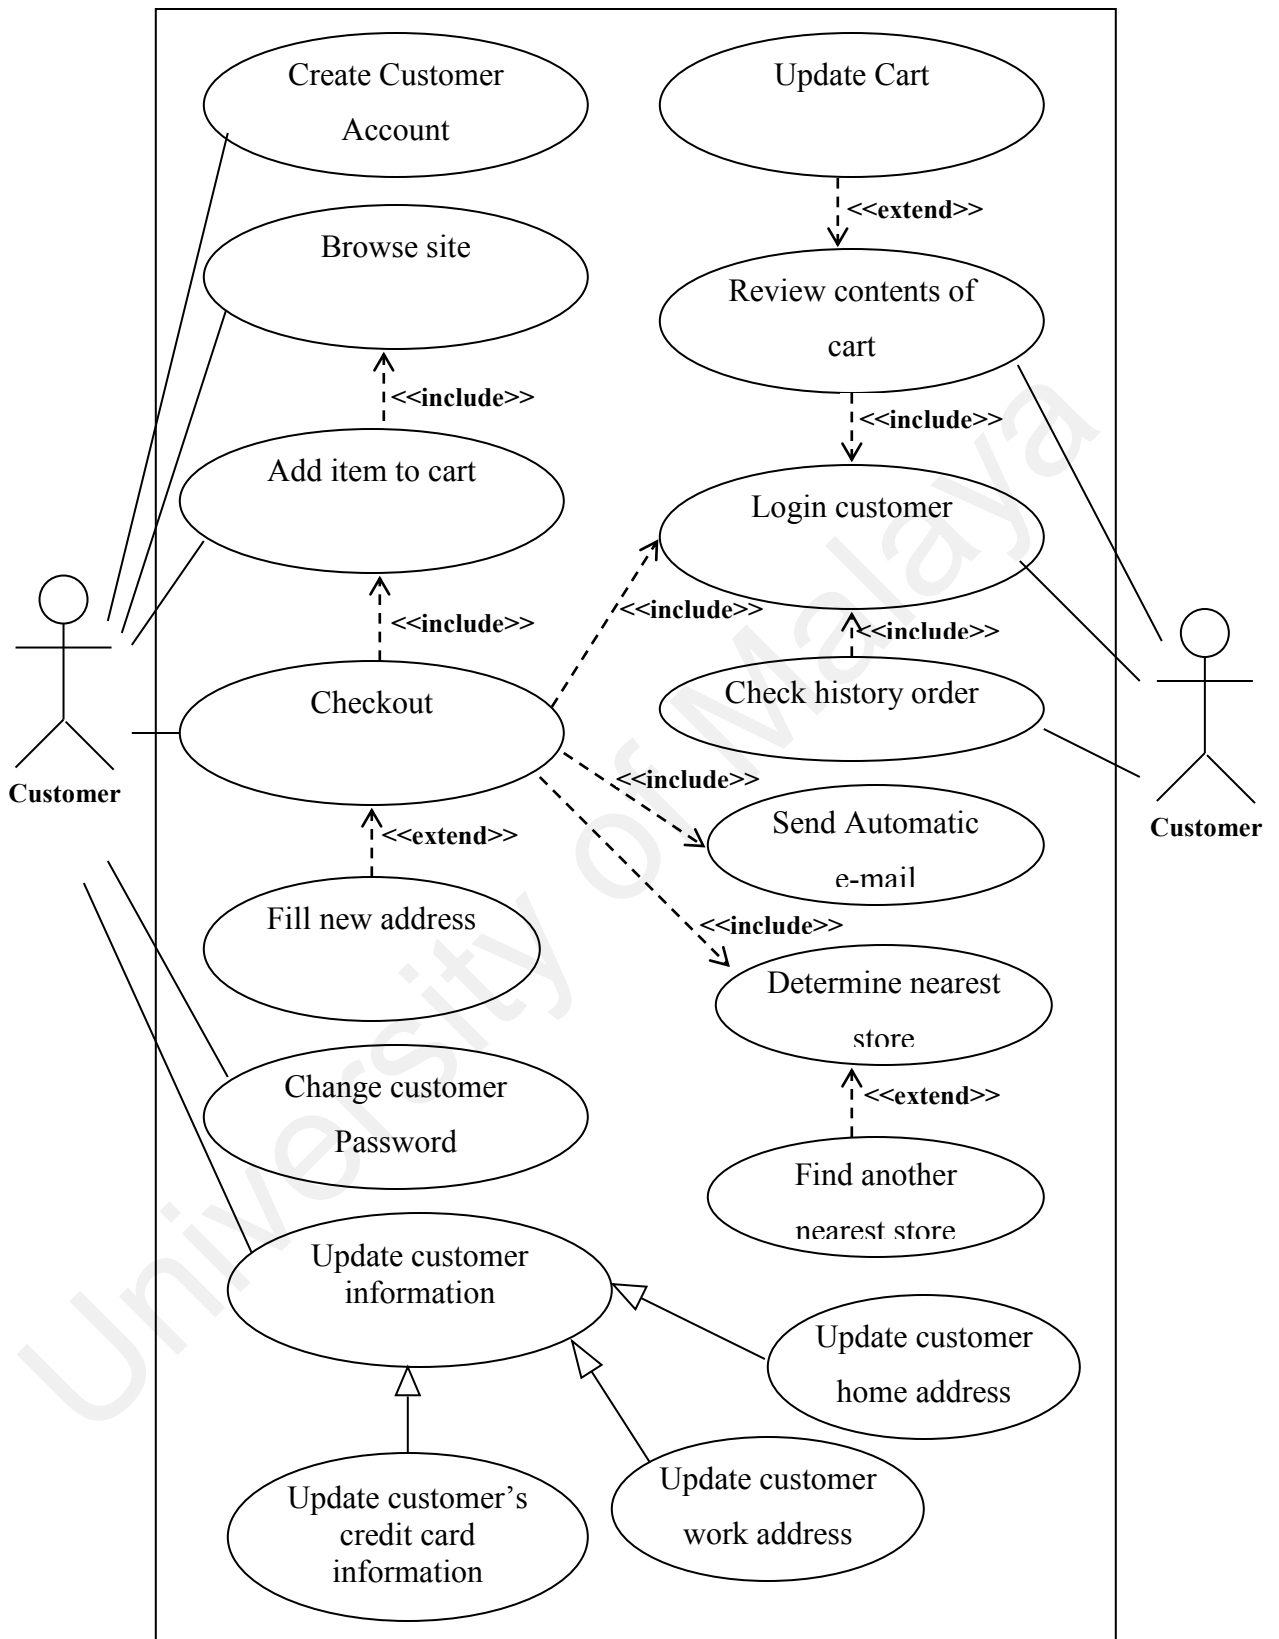 Create Customer
Account
Update Cart
<<extend>>
Browse site
Review contents of
cart
<<include>>
<<include>>
Add item to cart
Login customer
<<include>>
<<include>>
<<include>>
Checkout
Check history order
Customer
<<include>>
Customer
<<extend>>
Send Automatic
e-mail
Fill new address
<<include>>
Determine nearest
store
Change customer
Password
<<extend>>
Find another
nearest store
Update customer
information
Update customer
home address
Update customer's
credit card
information
Update customer
work address
University of Malaya